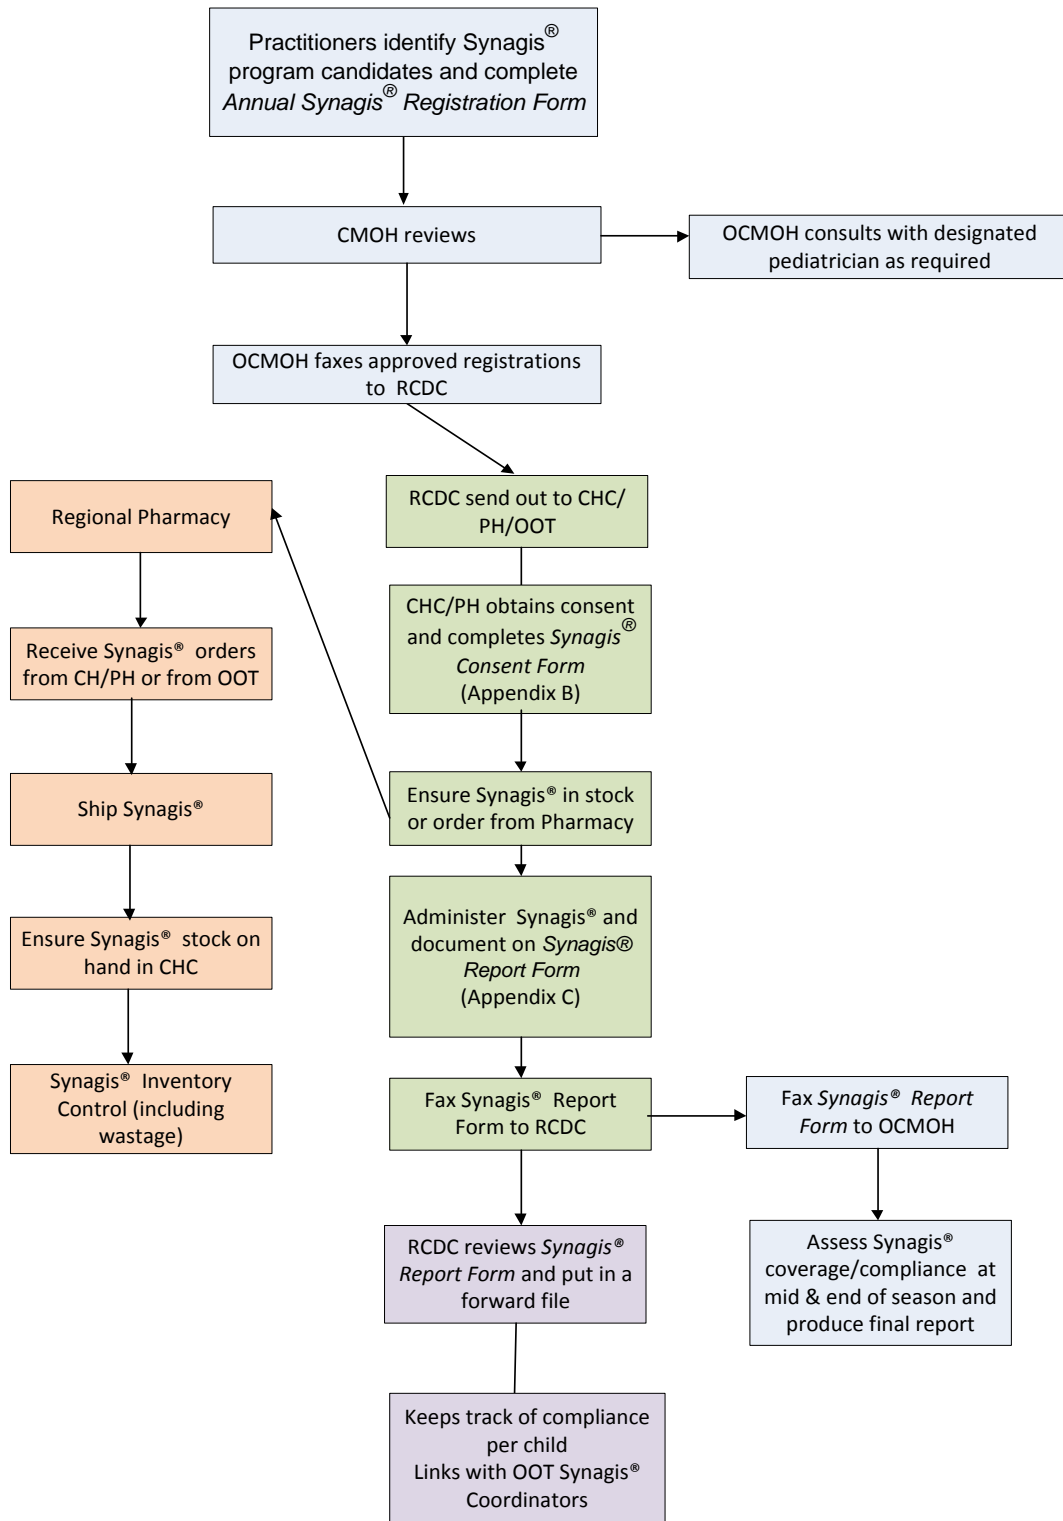 Practitioners identify Synagis®
program candidates and complete
Annual Synagis® Registration Form
CMOH reviews
OCMOH consults with designated
pediatrician as required
OCMOH faxes approved registrations
to RCDC
RCDC send out to CHC/
PH/OOT
CHC/PH obtains consent
and completes Synagis®
Consent Form
(Appendix B)
Ensure Synagis® in stock
or order from Pharmacy
Administer Synagis® and
document on Synagis®
Report Form
(Appendix C)
Fax Synagis® Report
Form to RCDC
Regional Pharmacy
Receive Synagis® orders
from CH/PH or from OOT
Ship Synagis®
Ensure Synagis® stock on
hand in CHC
Synagis® Inventory
Control (including
wastage)
Fax Synagis® Report
Form to OCMOH
Assess Synagis®
coverage/compliance at
mid & end of season and
produce final report
RCDC reviews Synagis®
Report Form and put in a
forward file
Keeps track of compliance
per child
Links with OOT Synagis®
Coordinators